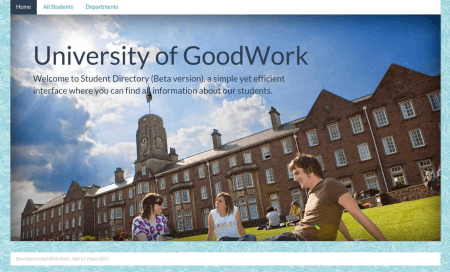 Home All Students Departments
University of GoodWork
Welcome to Student Directory (Beta version), a simple yet efficient
interface where you can find all information about our students.